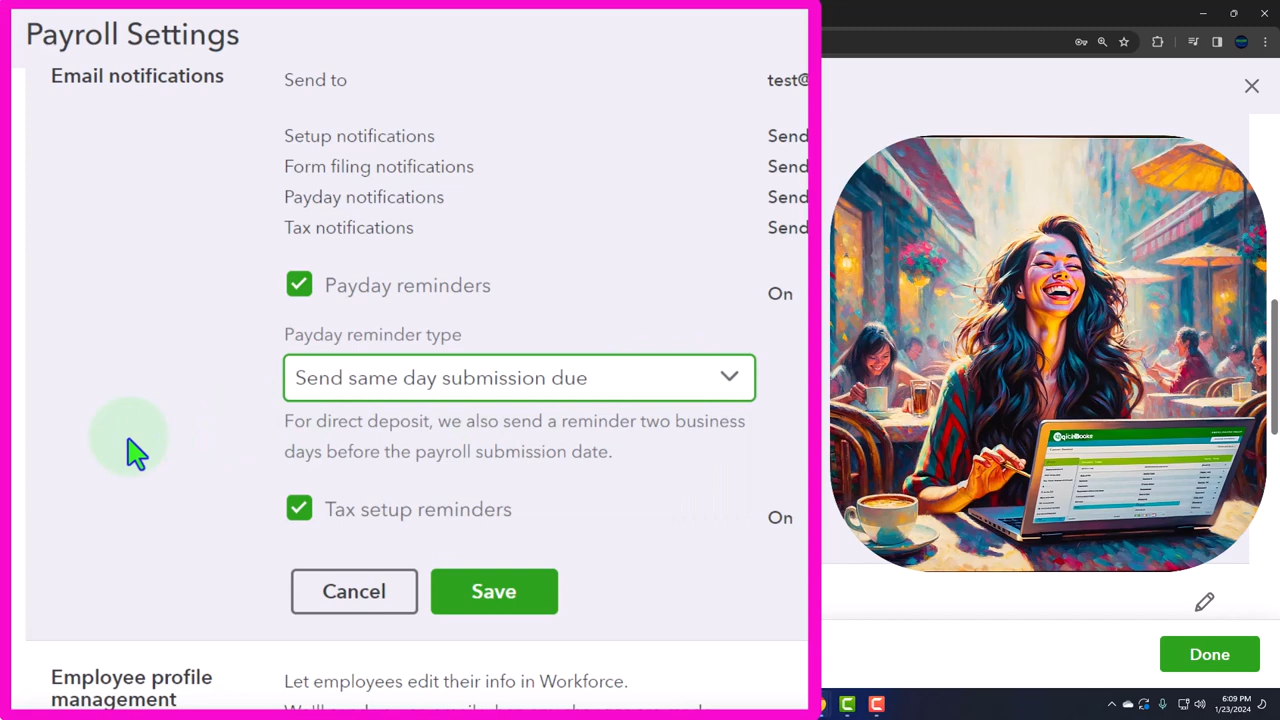 Payroll Settings
Email notifications
Send to
test@
Setup notifications
Send
Form filing notifications
Send
Payday notifications
Send
Tax notifications
Send
Payday reminders
On
Payday reminder type
Send same day submission due
For direct deposit, we also send a reminder two business
days before the payroll submission date.
Tax setup reminders
On
Cancel
Save
Employee profile
management
Let employees edit their info in Workforce.
Done
6:09 PM
1/23/2024